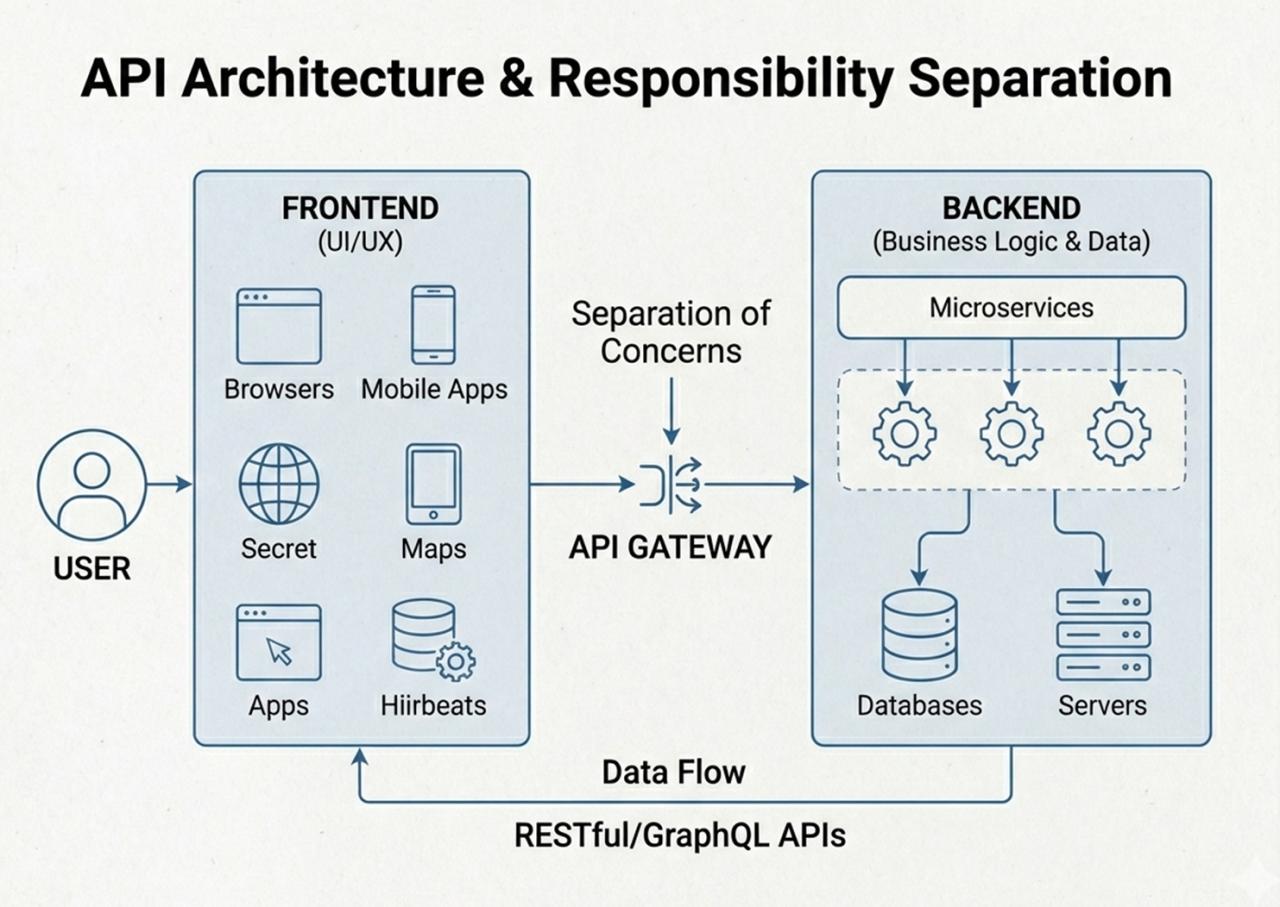 API Architecture & Responsibility Separation
FRONTEND
(UI/UX)
Browsers
Mobile Apps
Secret
Maps
Apps
Hiirbeats
USER
Separation of
Concerns
API GATEWAY
BACKEND
(Business Logic & Data)
Microservices
Databases
Servers
Data Flow
RESTful/GraphQL APIs